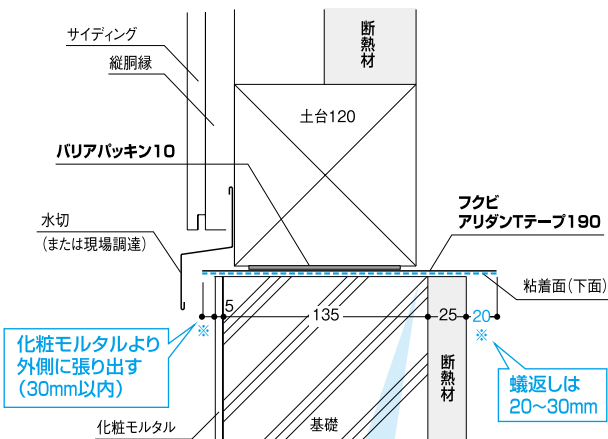 サイディング
縦胴縁
断熱材
土台120
バリアパッキン10
水切
(または現場調達)
フクビ
アリダンTテープ190
粘着面(下面)
5
135
25
20
※
※
化粧モルタルより
外側に張り出す
(30mm以内)
断熱材
蟻返しは
20~30mm
化粧モルタル
基礎